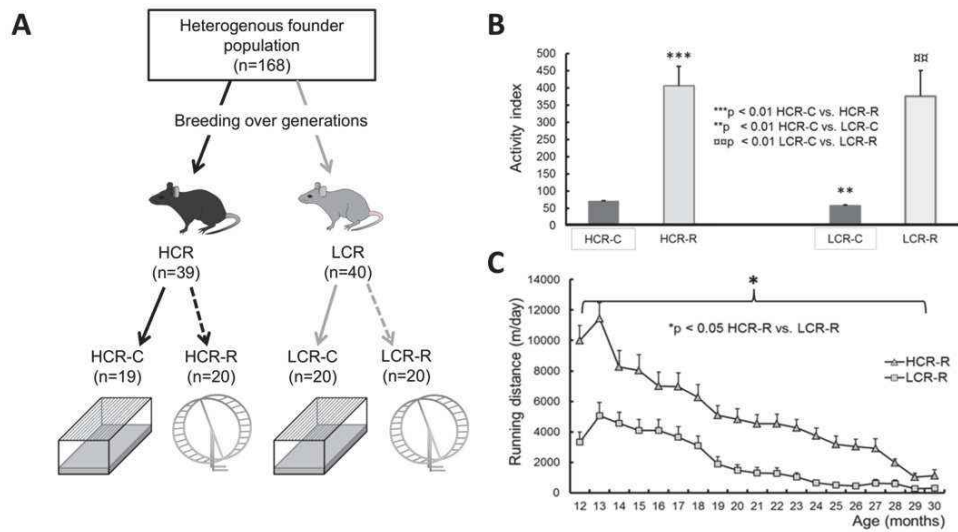 A
Heterogenous founder
population
(n=168)
Breeding over generations
HCR
(n=39)
LCR
(n=40)
HCR-C
(n=19)
HCR-R
(n=20)
LCR-C
(n=20)
LCR-R
(n=20)
B
Activity index
500
450
400
350
300
250
200
150
100
50
0
***
¤¤
**
***p < 0.01 HCR-C vs. HCR-R
**p < 0.01 HCR-C vs. LCR-C
¤¤p < 0.01 LCR-C vs. LCR-R
HCR-C HCR-R LCR-C LCR-R
C
Running distance (m/day)
14000
12000
10000
8000
6000
4000
2000
0
*
*p < 0.05 HCR-R vs. LCR-R
HCR-R
LCR-R
12 13 14 15 16 17 18 19 20 21 22 23 24 25 26 27 28 29 30
Age (months)